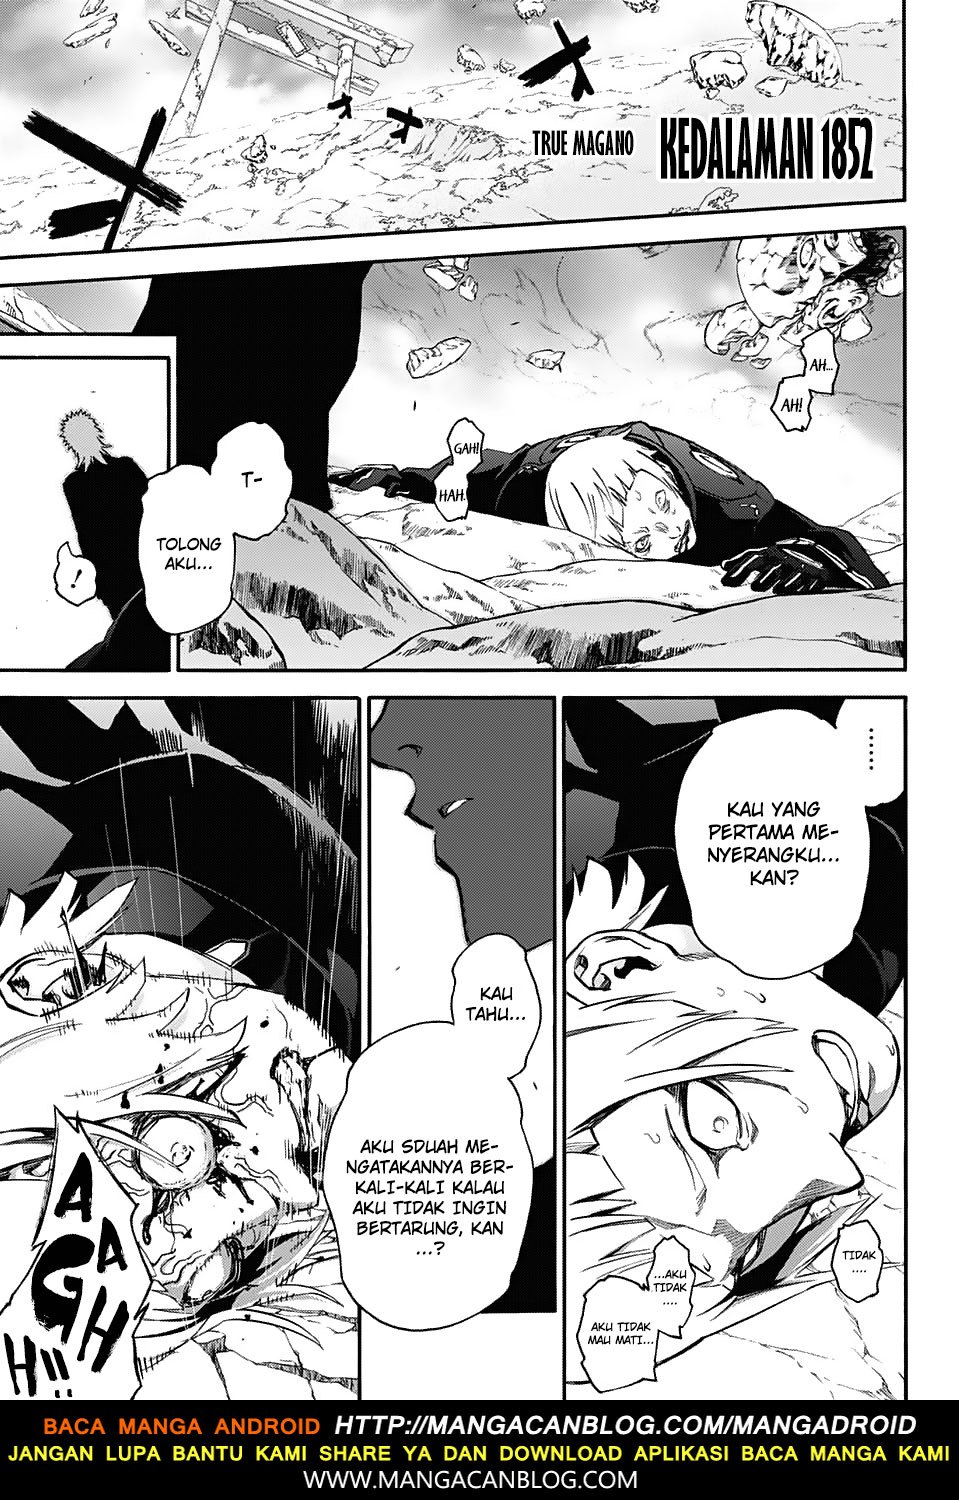 TRUE MAGANO
KEDALAMAN 1852
AH...
AH!
GAH!
HAH.
T-
TOLONG
AKU...
!
......
KAU YANG
PERTAMA ME-
NYERANGKU...
KAN?
TIDAK
....
...AKU
TIDAK
....
AKU TIDAK
MAU MATI...
KAU
TAHU...
AKU SDUAH ME-
NGATAKANNYA BER-
KALI-KALI KALAU
AKU TIDAK INGIN
BERTARUNG, KAN
...?
AAGHHH!!
BACA MANGA ANDROID HTTP://MANGACANBLOG.COM/MANGADROID
JANGAN LUPA BANTU KAMI SHARE YA DAN DOWNLOAD APLIKASI BACA MANGA KAMI
WWW.MANGACANBLOG.COM